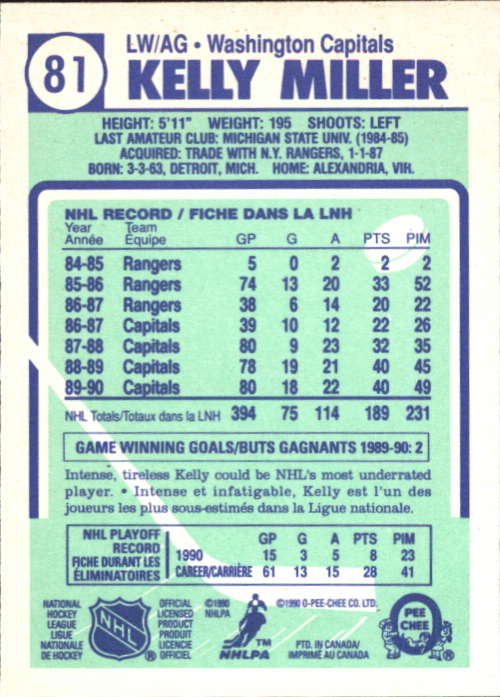 81
LW/AG • Washington Capitals
KELLY MILLER
HEIGHT: 5'11" WEIGHT: 195 SHOOTS: LEFT
LAST AMATEUR CLUB: MICHIGAN STATE UNIV. (1984-85)
ACQUIRED: TRADE WITH N.Y. RANGERS, 1-1-87
BORN: 3-3-63, DETROIT, MICH. HOME: ALEXANDRIA, VIR.
NHL RECORD / FICHE DANS LA LNH
Year Team
Année Équipe GP G A PTS PIM
84-85 Rangers 5 0 2 2 2
85-86 Rangers 74 13 20 33 52
86-87 Rangers 38 6 14 20 22
86-87 Capitals 39 10 12 22 26
87-88 Capitals 80 9 23 32 35
88-89 Capitals 78 19 21 40 45
89-90 Capitals 80 18 22 40 49
NHL Totals/Totaux dans la LNH 394 75 114 189 231
GAME WINNING GOALS/BUTS GAGNANTS 1989-90: 2
Intense, tireless Kelly could be NHL's most underrated
player. • Intense et infatigable, Kelly est l'un des
joueurs les plus sous-estimés dans la Ligue nationale.
NHL PLAYOFF
RECORD
FICHE DURANT LES
ÉLIMINATOIRES
GP G A PTS PIM
1990 15 3 5 8 23
CAREER/CARRIÈRE 61 13 15 28 41
NATIONAL
HOCKEY
LEAGUE
LIGUE
NATIONALE
DE HOCKEY
NHL
®
OFFICIAL
LICENSED
PRODUCT
PRODUIT
LICENCIÉ
OFFICIEL
©1990
NHLPA
TM
NHLPA
©1990 O-PEE-CHEE CO. LTD.
PTD. IN CANADA/
IMPRIMÉ AU CANADA
O
PEE
CHEE
®